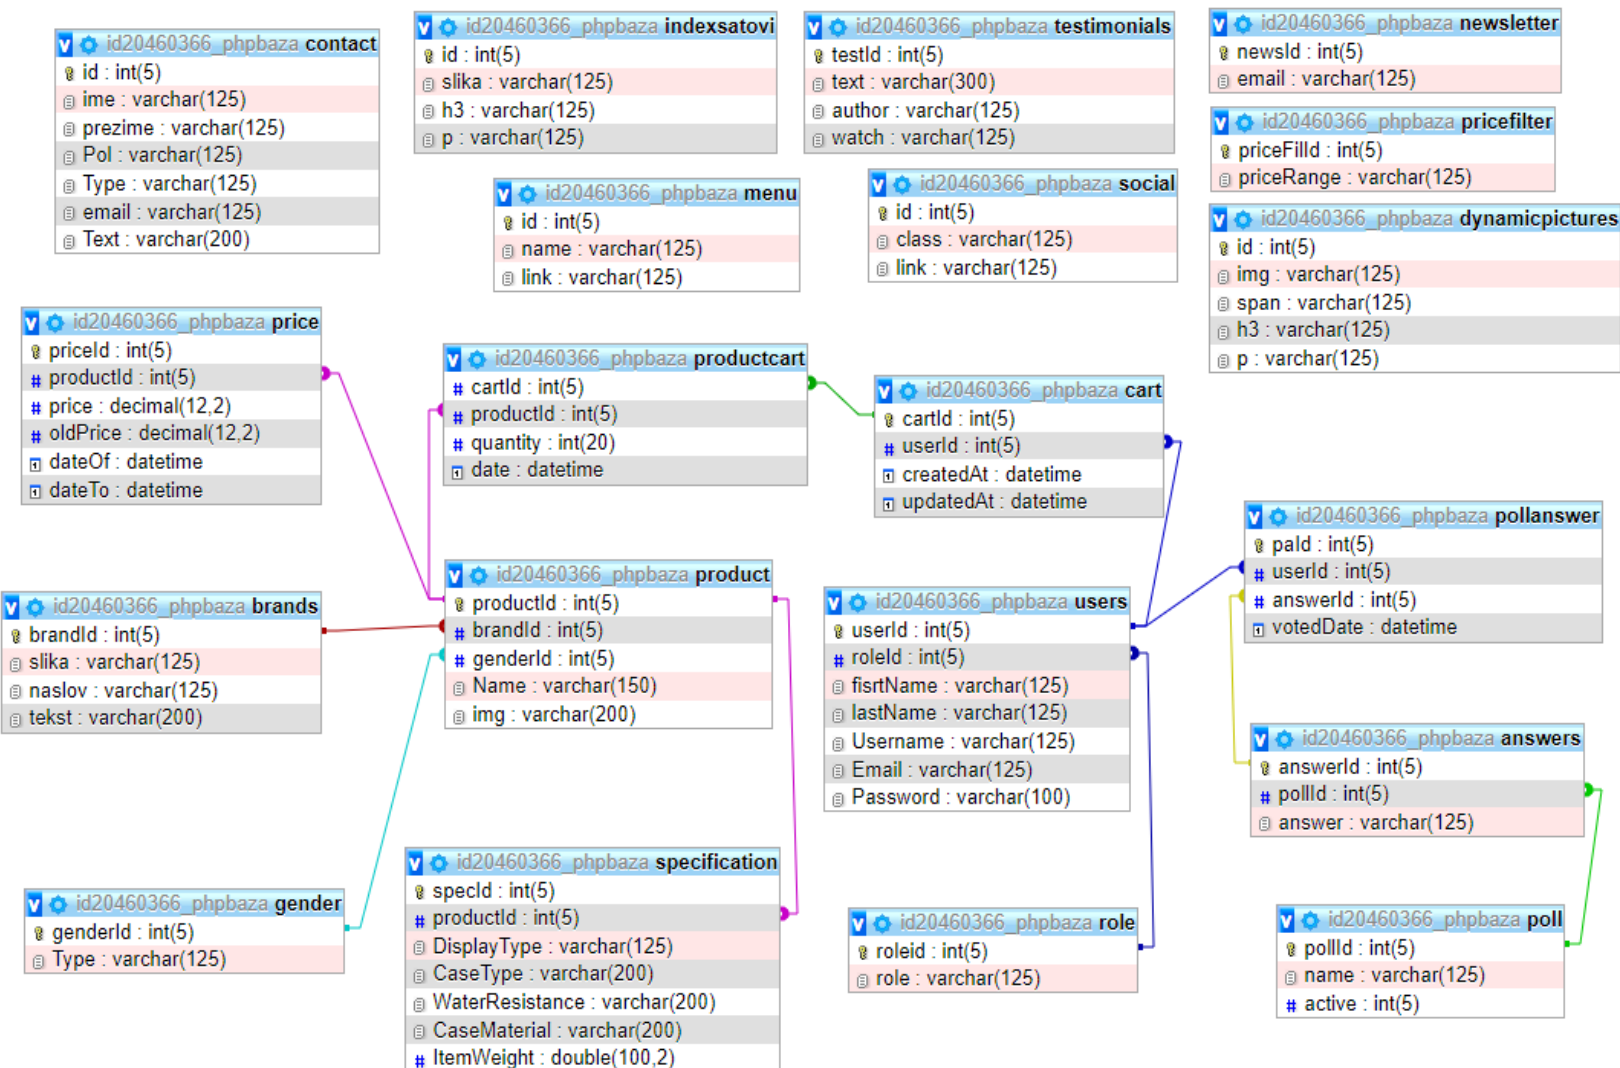 id20460366_phpbaza contact
id : int(5)
ime : varchar(125)
prezime : varchar(125)
Pol : varchar(125)
Type : varchar(125)
email : varchar(125)
Text : varchar(200)
id20460366_phpbaza indexsatovi
id : int(5)
slika : varchar(125)
h3 : varchar(125)
p : varchar(125)
id20460366_phpbaza testimonials
testId : int(5)
text : varchar(300)
author : varchar(125)
watch : varchar(125)
id20460366_phpbaza newsletter
newsId : int(5)
email : varchar(125)
id20460366_phpbaza pricefilter
priceFilId : int(5)
priceRange : varchar(125)
id20460366_phpbaza menu
id : int(5)
name : varchar(125)
link : varchar(125)
id20460366_phpbaza social
id : int(5)
class : varchar(125)
link : varchar(125)
id20460366_phpbaza dynamicpictures
id : int(5)
img : varchar(125)
span : varchar(125)
h3 : varchar(125)
p : varchar(125)
id20460366_phpbaza price
priceId : int(5)
productId : int(5)
price : decimal(12,2)
oldPrice : decimal(12,2)
dateOf : datetime
dateTo : datetime
id20460366_phpbaza productcart
cartId : int(5)
productId : int(5)
quantity : int(20)
date : datetime
id20460366_phpbaza cart
cartId : int(5)
userId : int(5)
createdAt : datetime
updatedAt : datetime
id20460366_phpbaza pollanswer
paId : int(5)
userId : int(5)
answerId : int(5)
votedDate : datetime
id20460366_phpbaza brands
brandId : int(5)
slika : varchar(125)
naslov : varchar(125)
tekst : varchar(200)
id20460366_phpbaza product
productId : int(5)
brandId : int(5)
genderId : int(5)
Name : varchar(150)
img : varchar(200)
id20460366_phpbaza users
userId : int(5)
roleId : int(5)
fisrtName : varchar(125)
lastName : varchar(125)
Username : varchar(125)
Email : varchar(125)
Password : varchar(100)
id20460366_phpbaza answers
answerId : int(5)
pollId : int(5)
answer : varchar(125)
id20460366_phpbaza gender
genderId : int(5)
Type : varchar(125)
id20460366_phpbaza specification
specId : int(5)
productId : int(5)
DisplayType : varchar(125)
CaseType : varchar(200)
WaterResistance : varchar(200)
CaseMaterial : varchar(200)
ItemWeight : double(100,2)
id20460366_phpbaza role
roleid : int(5)
role : varchar(125)
id20460366_phpbaza poll
pollId : int(5)
name : varchar(125)
active : int(5)